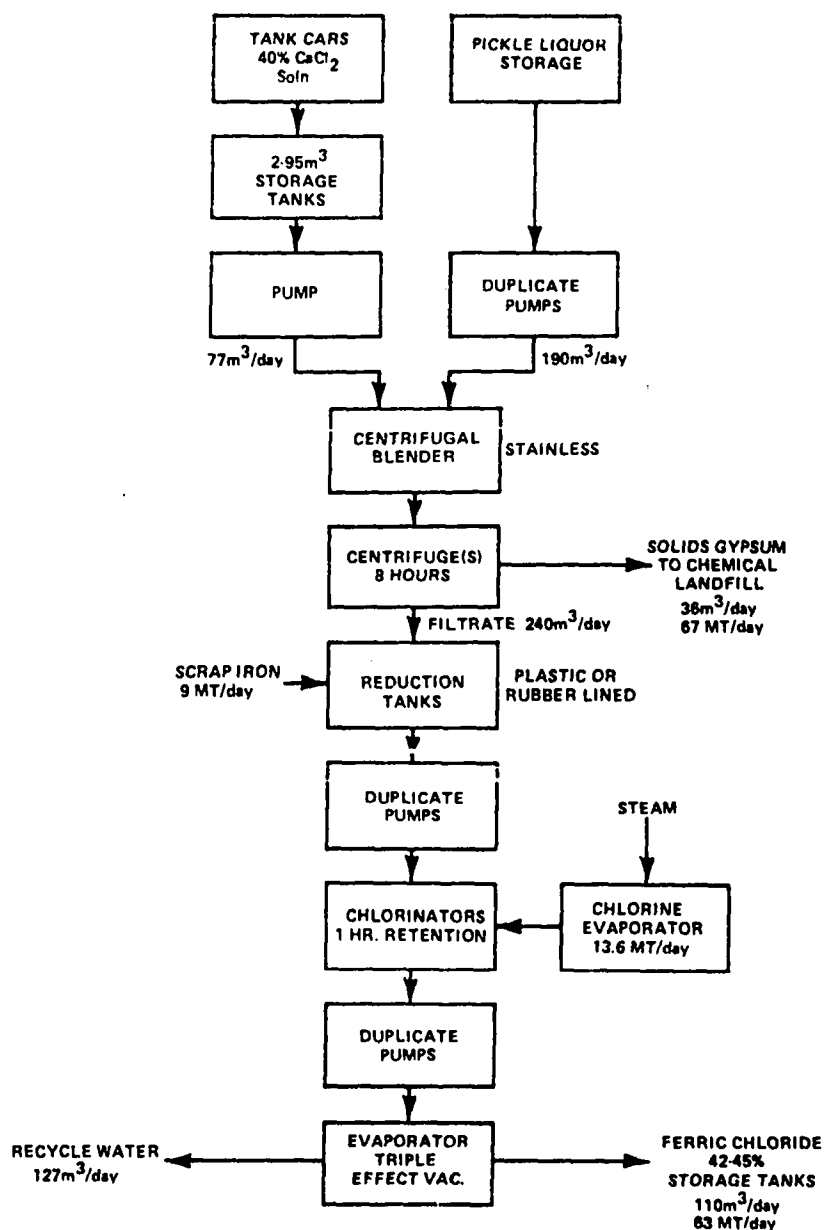 TANK CARS
40% CaCl2
Soln
PICKLE LIQUOR
STORAGE
2-95m3
STORAGE
TANKS
PUMP
DUPLICATE
PUMPS
77m3/day
190m3/day
CENTRIFUGAL
BLENDER
STAINLESS
CENTRIFUGE(S)
8 HOURS
SOLIDS GYPSUM
TO CHEMICAL
LANDFILL
36m3/day
67 MT/day
FILTRATE 240m3/day
SCRAP IRON
9 MT/day
REDUCTION
TANKS
PLASTIC OR
RUBBER LINED
DUPLICATE
PUMPS
STEAM
CHLORINATORS
1 HR. RETENTION
CHLORINE
EVAPORATOR
13.6 MT/day
DUPLICATE
PUMPS
RECYCLE WATER
127m3/day
EVAPORATOR
TRIPLE
EFFECT VAC.
FERRIC CHLORIDE
42-45%
STORAGE TANKS
110m3/day
63 MT/day